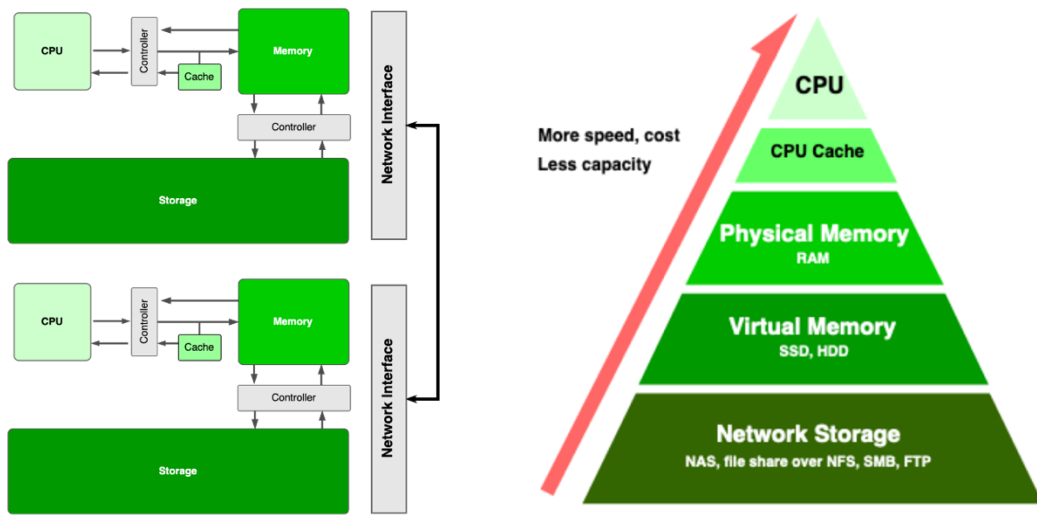 CPU
Controller
Cache
Memory
Controller
Storage
Network Interface
CPU
Controller
Cache
Memory
Controller
Storage
Network Interface
More speed, cost
Less capacity
CPU
CPU Cache
Physical Memory
RAM
Virtual Memory
SSD, HDD
Network Storage
NAS, file share over NFS, SMB, FTP